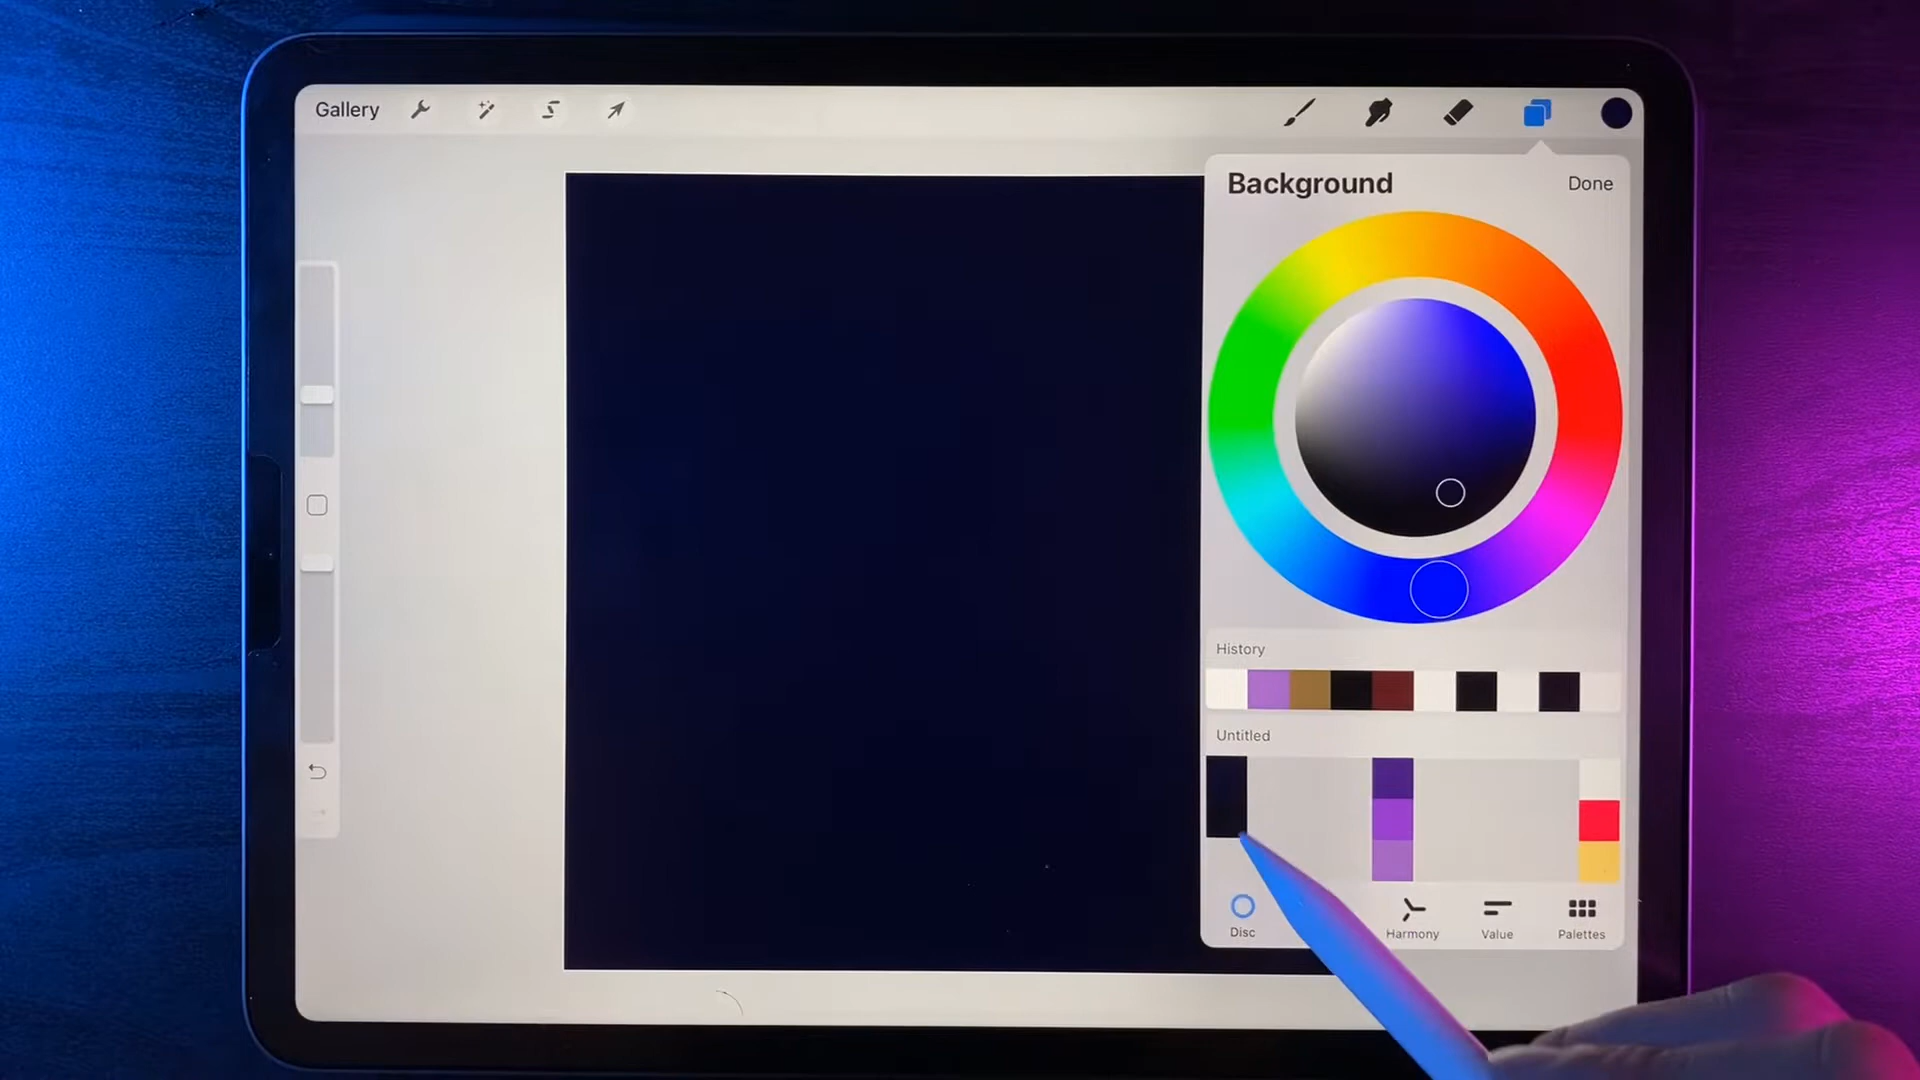 Gallery
Background
Done
History
Untitled
Disc
Harmony
Value
Palettes